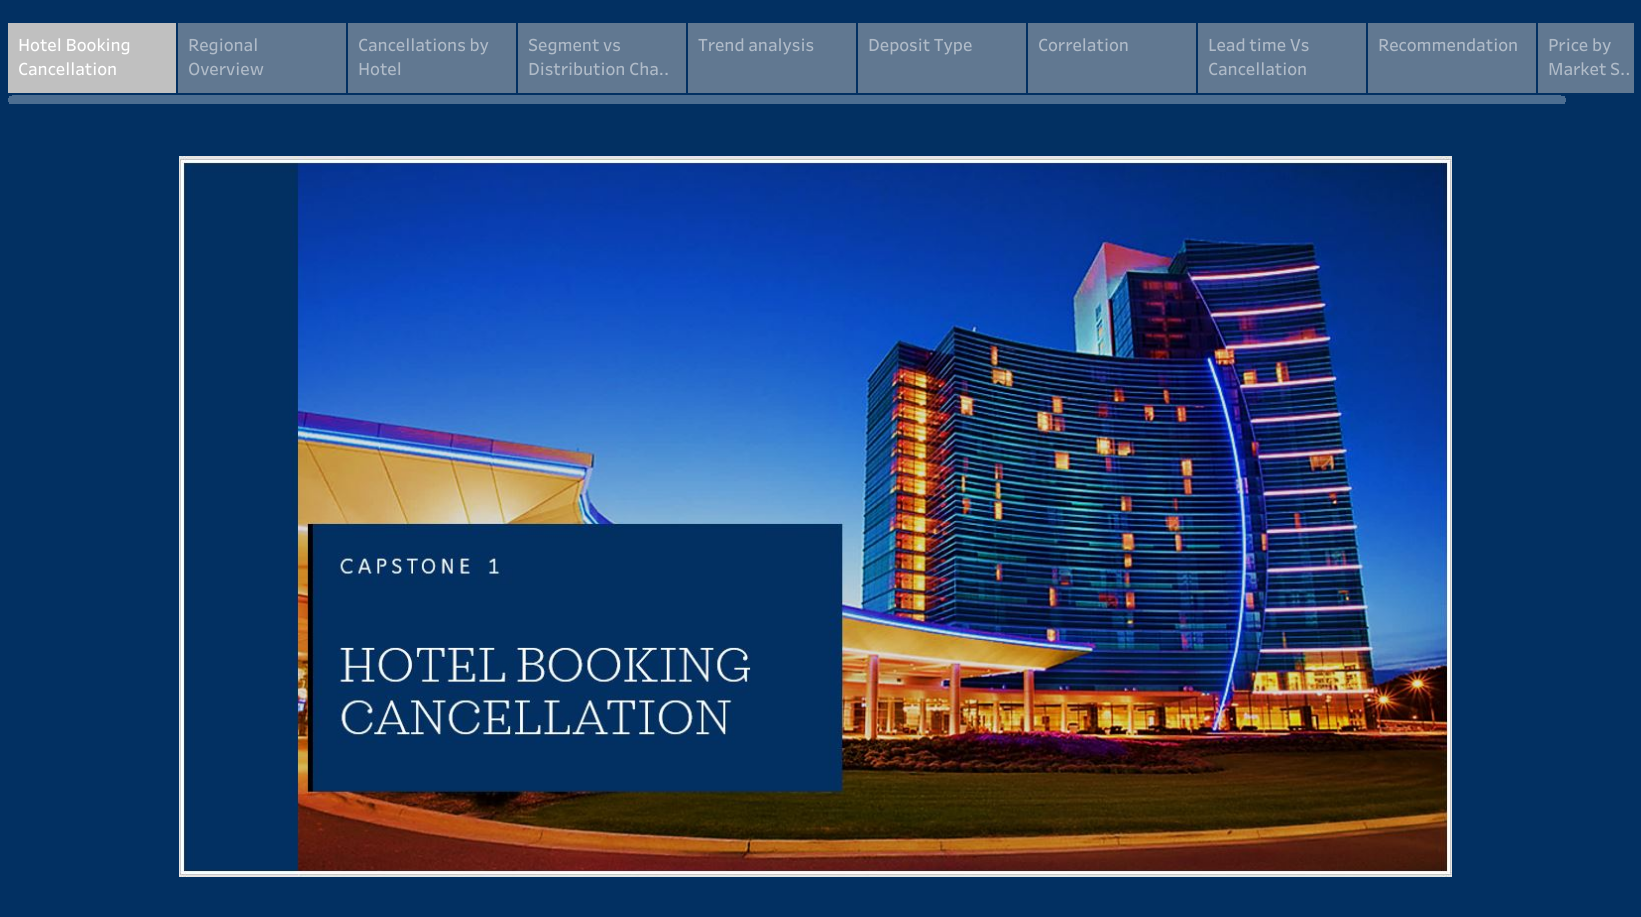 Hotel Booking
Cancellation
Regional
Overview
Cancellations by
Hotel
Segment vs
Distribution Cha..
Trend analysis
Deposit Type
Correlation
Lead time Vs
Cancellation
Recommendation
Price by
Market S..
CAPSTONE 1
HOTEL BOOKING
CANCELLATION